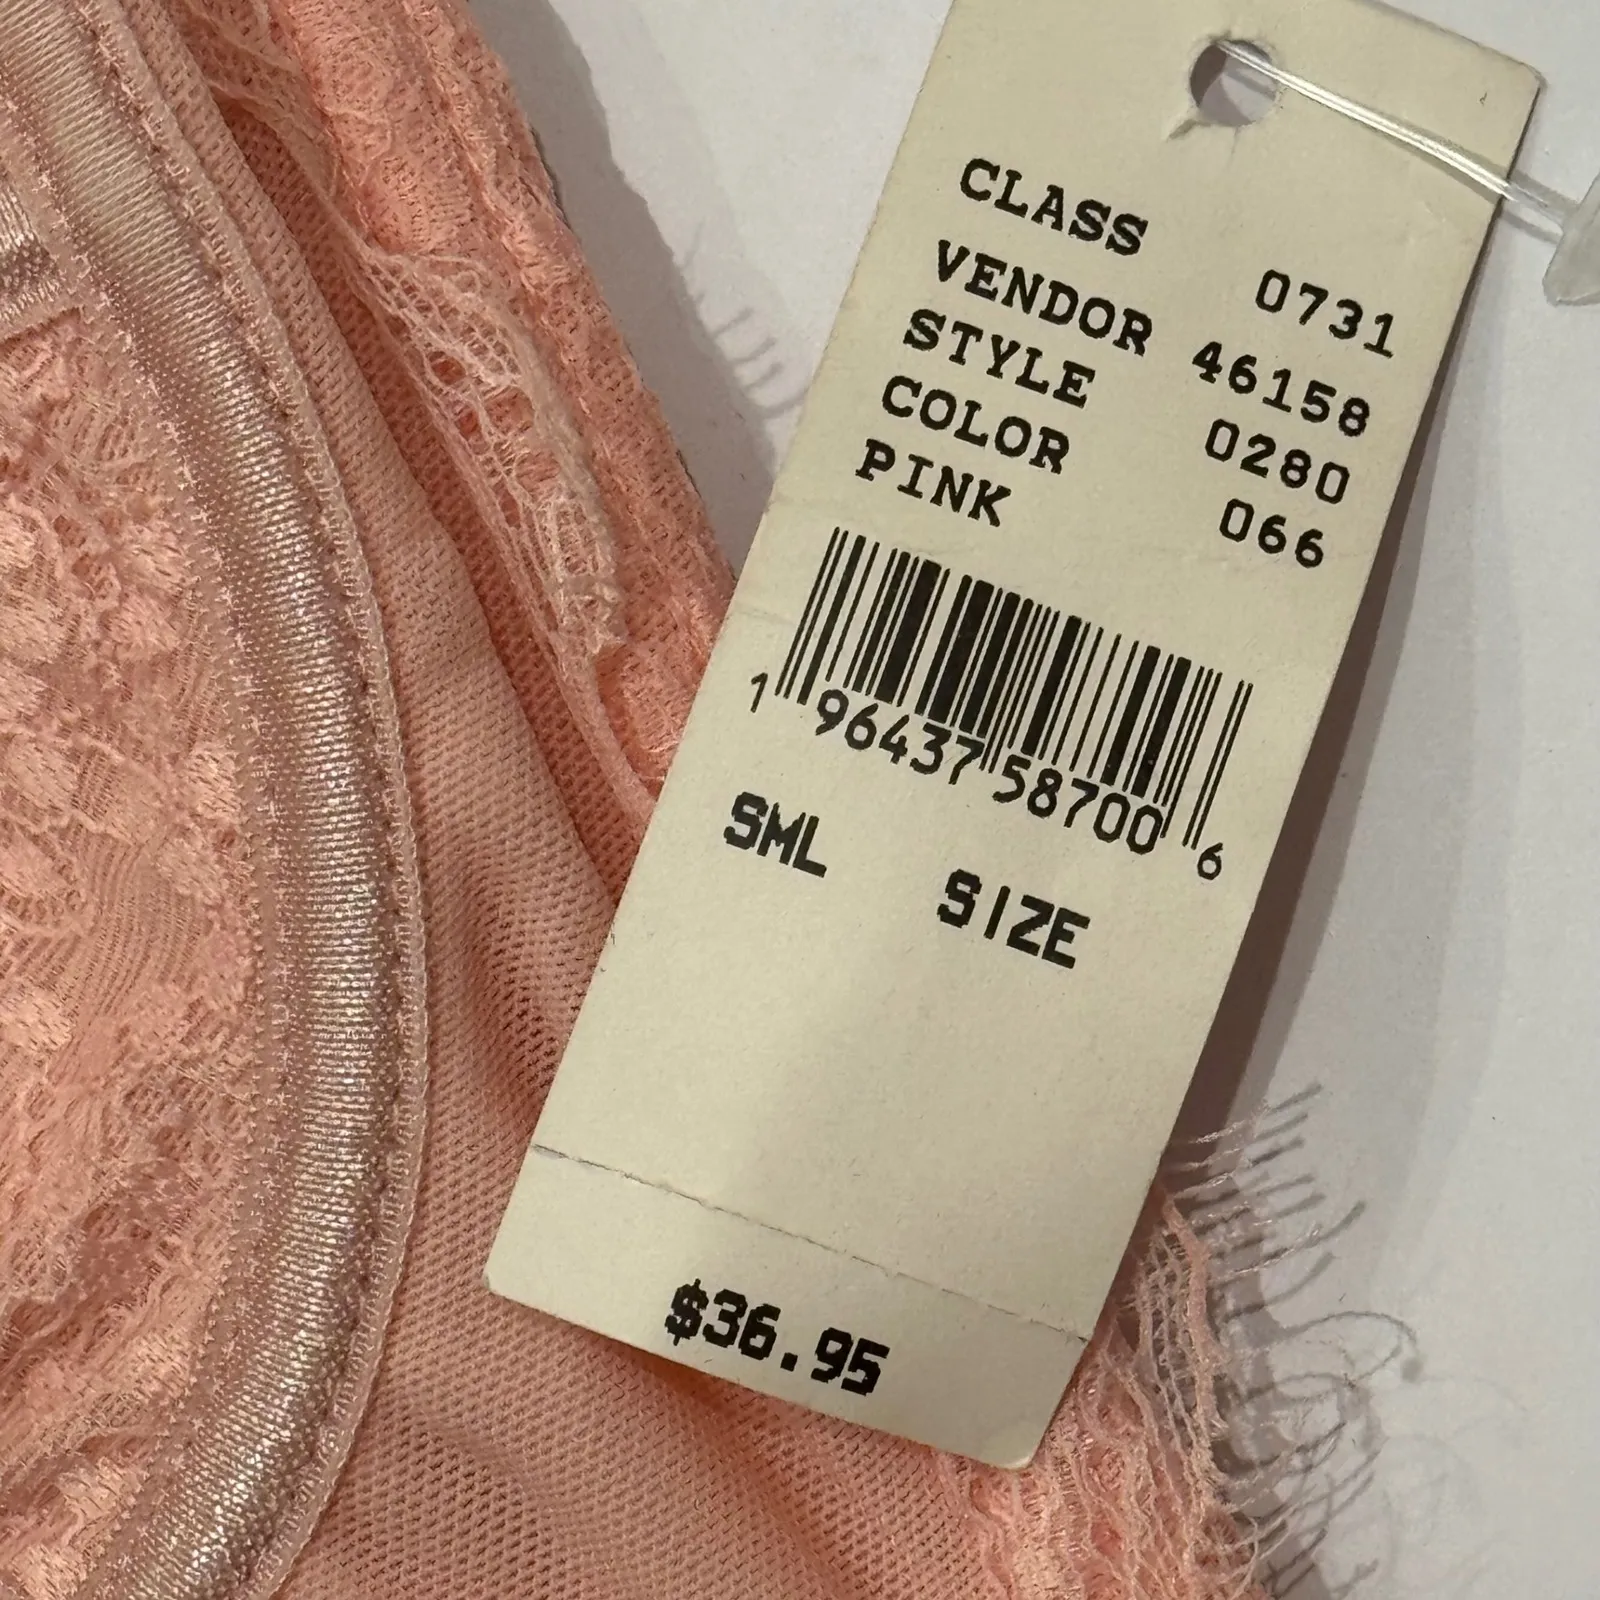 CLASS 0731
VENDOR 46158
STYLE 0280
COLOR 066
PINK
1 96437 58700 6
SML SIZE
$36.95